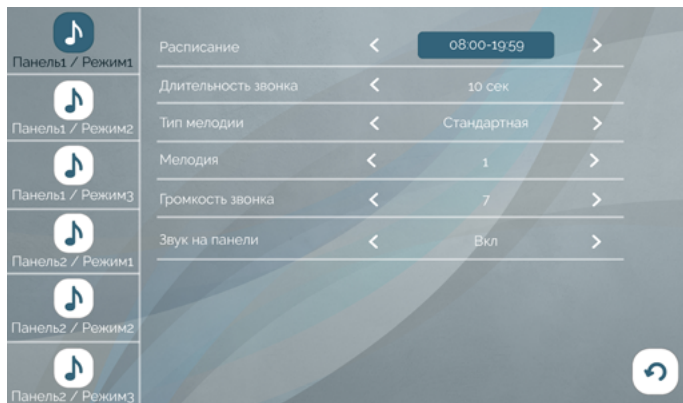 Панель1 / Режим1
Панель1 / Режим2
Панель1 / Режим3
Панель2 / Режим1
Панель2 / Режим2
Панель2 / Режим3
Расписание 08:00-19:59
Длительность звонка 10 сек
Тип мелодии Стандартная
Мелодия 1
Громкость звонка 7
Звук на панели Вкл